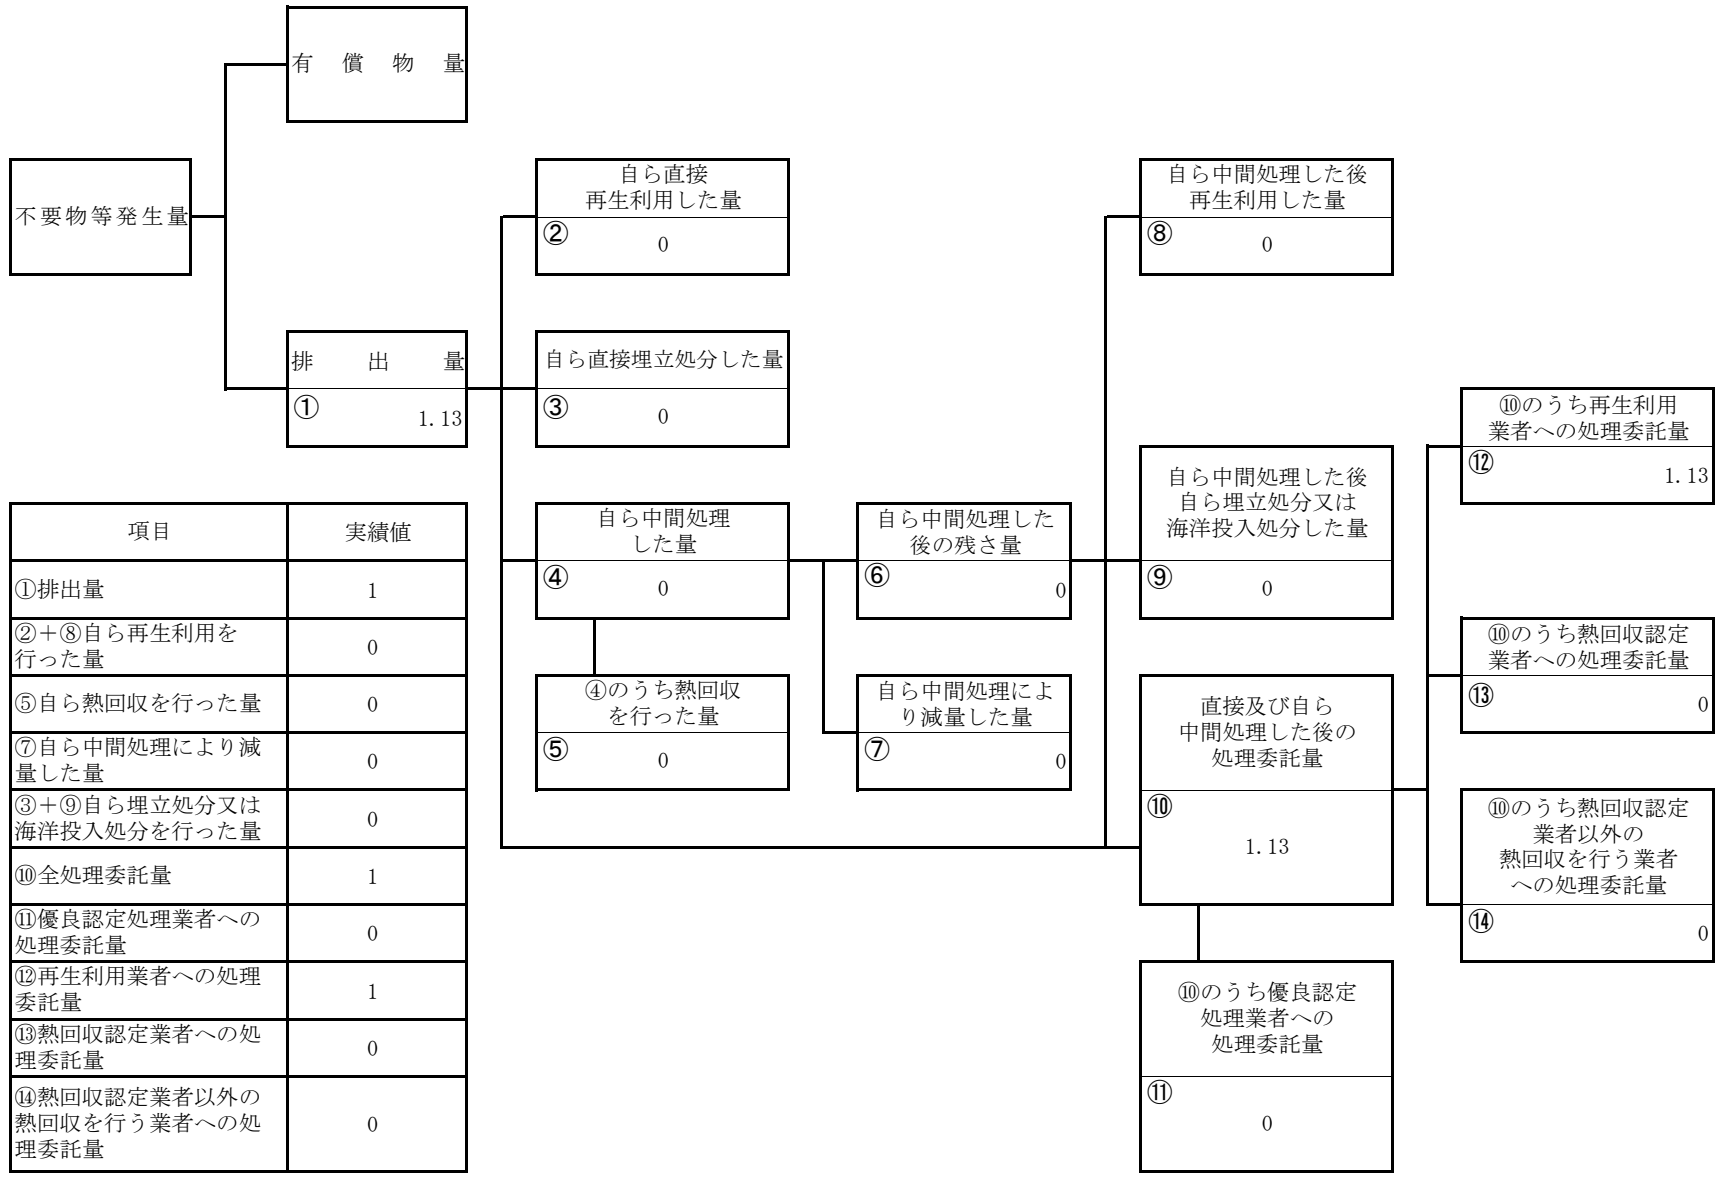 有償物量
不要物等発生量
排出量
①
1.13
自ら直接
再生利用した量
②
0
自ら直接埋立処分した量
③
0
自ら中間処理
した量
④
0
④のうち熱回収
を行った量
⑤
0
自ら中間処理した
後の残さ量
⑥
0
自ら中間処理によ
り減量した量
⑦
0
自ら中間処理した後
再生利用した量
⑧
0
自ら中間処理した後
自ら埋立処分又は
海洋投入処分した量
⑨
0
直接及び自ら
中間処理した後の
処理委託量
⑩
1.13
⑩のうち優良認定
処理業者への
処理委託量
⑪
0
⑩のうち再生利用
業者への処理委託量
⑫
1.13
⑩のうち熱回収認定
業者への処理委託量
⑬
0
⑩のうち熱回収認定
業者以外の
熱回収を行う業者
への処理委託量
⑭
0
項目 実績値
①排出量 1
②＋⑧自ら再生利用を
行った量 0
⑤自ら熱回収を行った量 0
⑦自ら中間処理により減
量した量 0
③＋⑨自ら埋立処分又は
海洋投入処分を行った量 0
⑩全処理委託量 1
⑪優良認定処理業者への
処理委託量 0
⑫再生利用業者への処理
委託量 1
⑬熱回収認定業者への処
理委託量 0
⑭熱回収認定業者以外の
熱回収を行う業者への処
理委託量 0